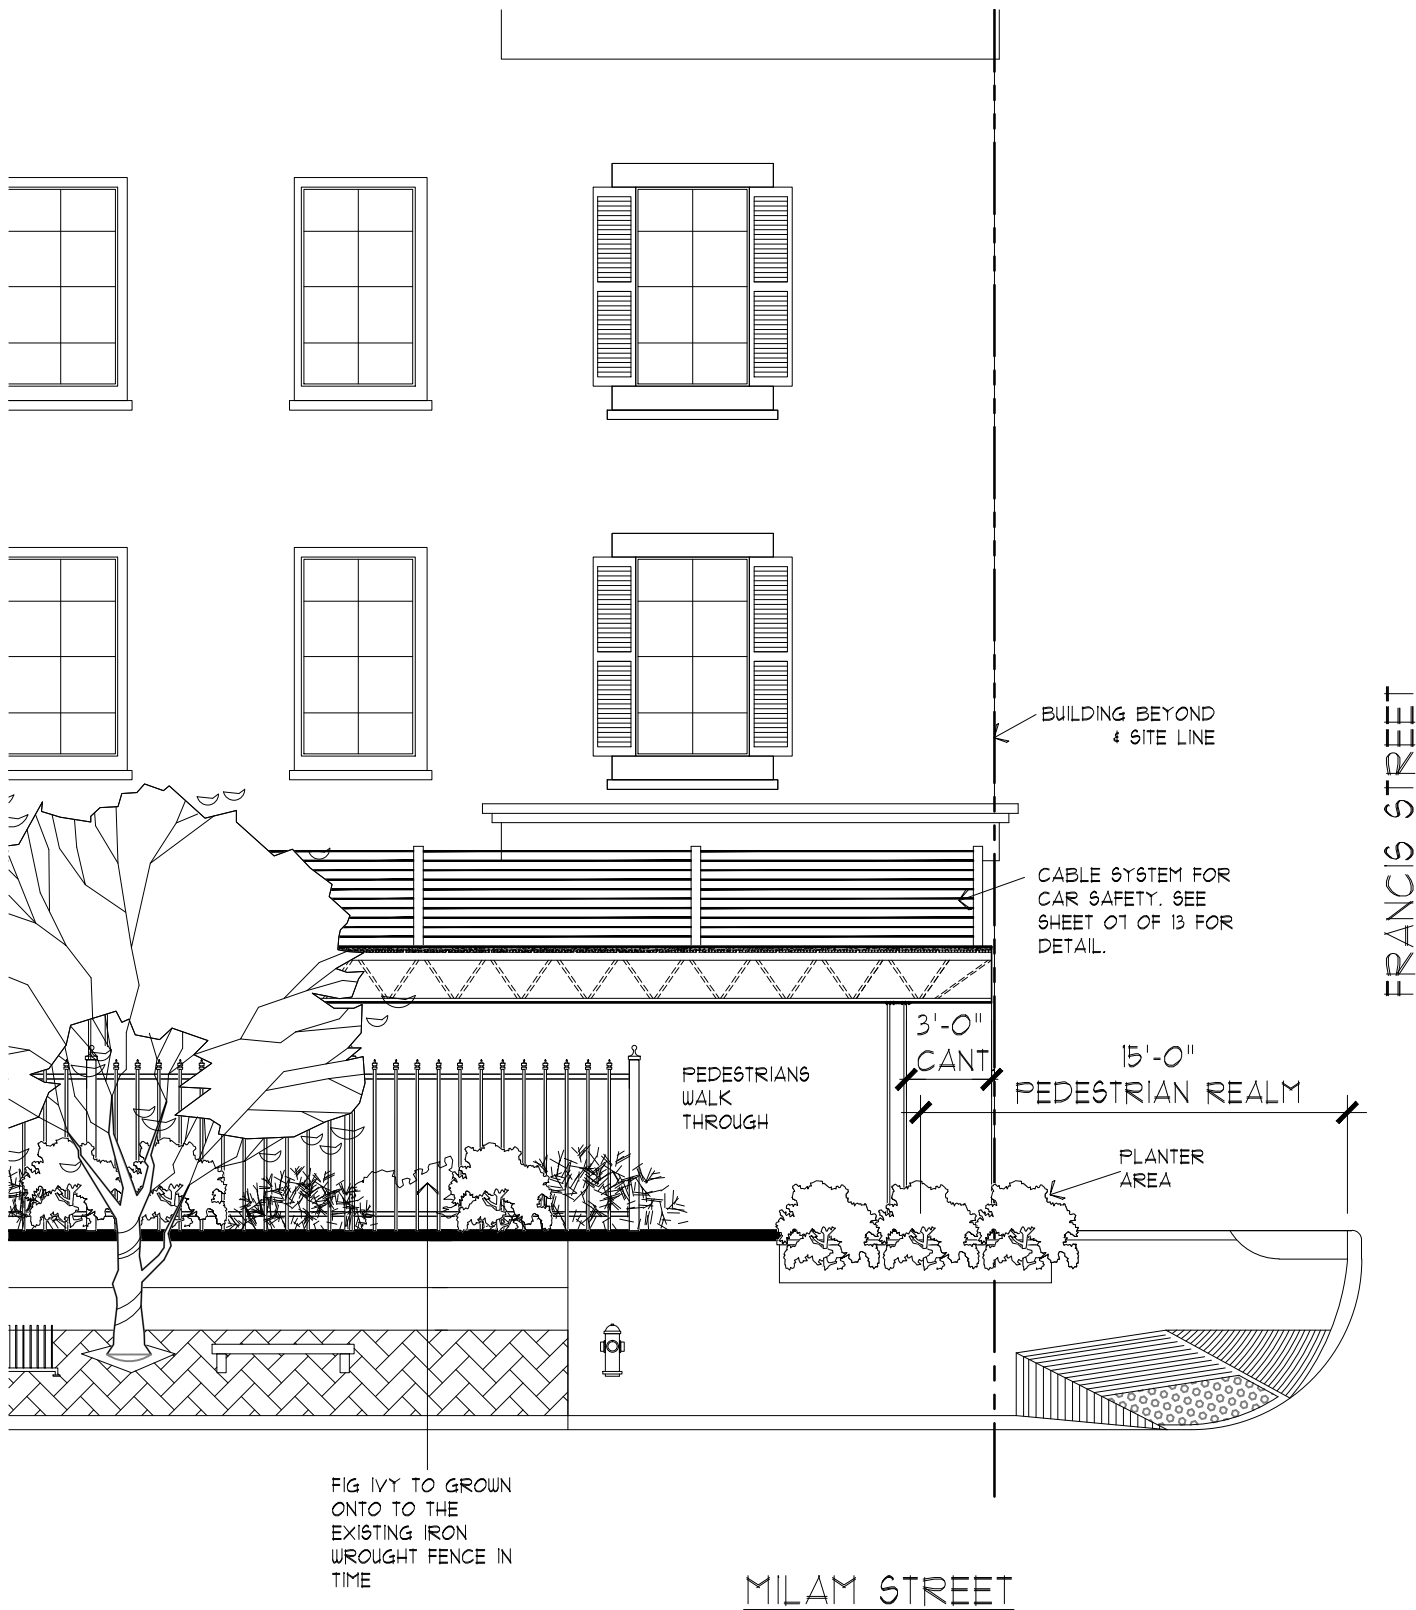 BUILDING BEYOND
& SITE LINE
FRANCIS STREET
CABLE SYSTEM FOR
CAR SAFETY. SEE
SHEET 07 OF 13 FOR
DETAIL.
3'-0"
CANT
15'-0"
PEDESTRIAN REALM
PEDESTRIANS
WALK
THROUGH
PLANTER
AREA
FIG IVY TO GROWN
ONTO TO THE
EXISTING IRON
WROUGHT FENCE IN
TIME
MILAM STREET